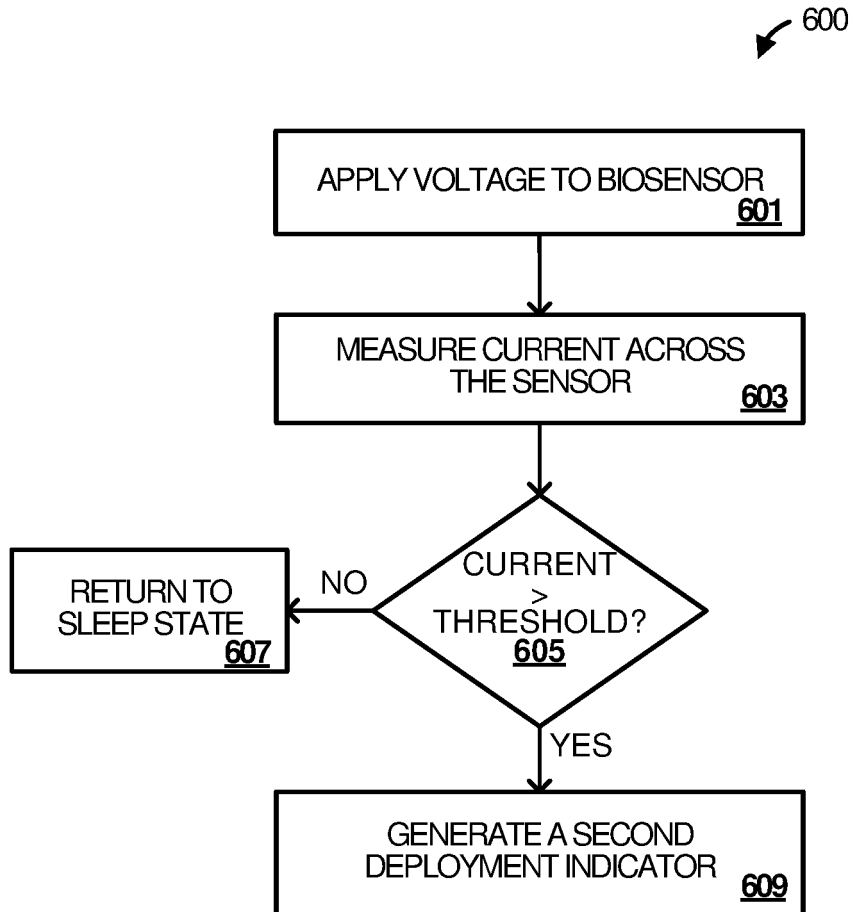 600
APPLY VOLTAGE TO BIOSENSOR
601
MEASURE CURRENT ACROSS
THE SENSOR
603
CURRENT
>
THRESHOLD?
605
NO
RETURN TO
SLEEP STATE
607
YES
GENERATE A SECOND
DEPLOYMENT INDICATOR
609